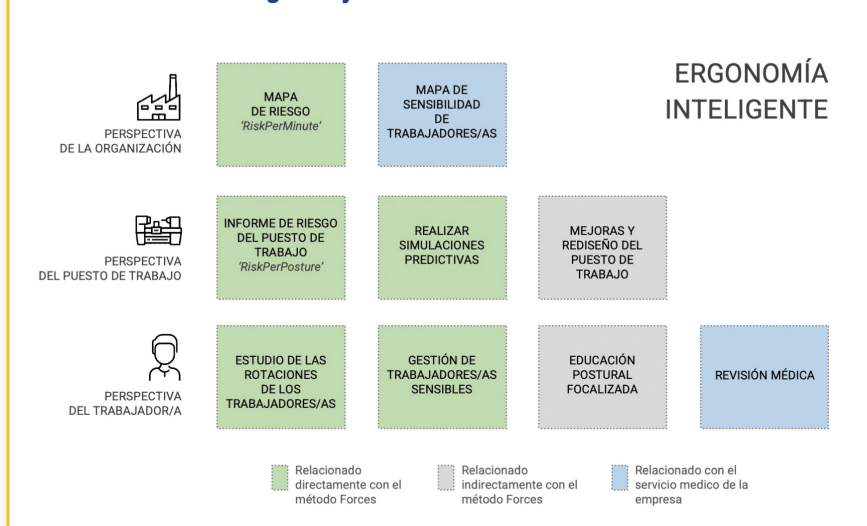 ERGONOMÍA
INTELIGENTE
PERSPECTIVA
DE LA ORGANIZACIÓN
MAPA
DE RIESGO
'RiskPerMinute'
MAPA DE
SENSIBILIDAD
DE
TRABAJADORES/AS
PERSPECTIVA
DEL PUESTO DE TRABAJO
INFORME DE RIESGO
DEL PUESTO DE
TRABAJO
'RiskPerPosture'
REALIZAR
SIMULACIONES
PREDICTIVAS
MEJORAS Y
REDISEÑO DEL
PUESTO DE
TRABAJO
PERSPECTIVA
DEL TRABAJADOR/A
ESTUDIO DE LAS
ROTACIONES
DE LOS
TRABAJADORES/AS
GESTIÓN DE
TRABAJADORES/AS
SENSIBLES
EDUCACIÓN
POSTURAL
FOCALIZADA
REVISIÓN MÉDICA
Relacionado
directamente con el
método Forces
Relacionado
indirectamente con el
método Forces
Relacionado con el
servicio medico de la
empresa